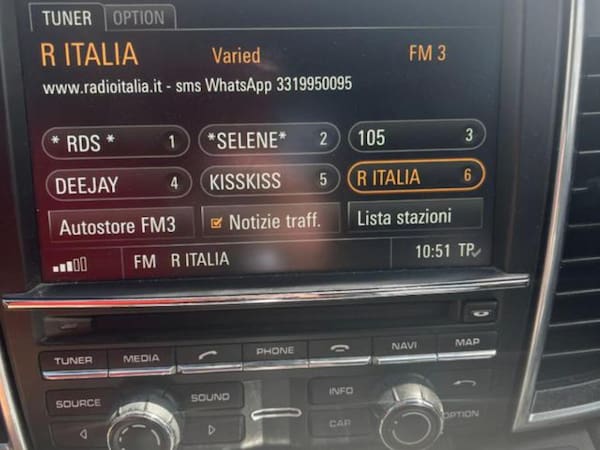 TUNER OPTION
R ITALIA Varied FM 3
www.radioitalia.it - sms WhatsApp 3319950095
* RDS * 1 *SELENE* 2 105 3
DEEJAY 4 KISSKISS 5 R ITALIA 6
Autostore FM3 Notizie traff. Lista stazioni
FM R ITALIA 10:51 TP
TUNER MEDIA PHONE NAVI MAP
SOURCE SOUND INFO
CAR OPTION